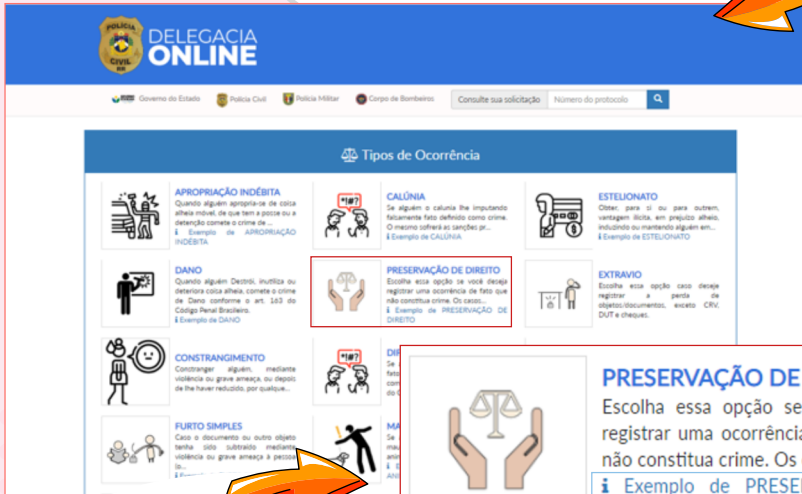 POLÍCIA
CIVIL
RR
DELEGACIA
ONLINE
Governo do Estado
Polícia Civil
Polícia Militar
Corpo de Bombeiros
Consulte sua solicitação
Número do protocolo
Tipos de Ocorrência
APROPRIAÇÃO INDÉBITA
Quando alguém apropria-se de coisa
alheia móvel, de que tem a posse ou a
detenção comete o crime de ...
i Exemplo de APROPRIAÇÃO
INDÉBITA
*!#?
CALÚNIA
Se alguém o calunia lhe imputando
falsamente fato definido como crime.
O mesmo sofrerá as sanções pr...
i Exemplo de CALÚNIA
ESTELIONATO
Obter, para si ou para outrem,
vantagem ilícita, em prejuízo alheio,
induzindo ou mantendo alguém em...
i Exemplo de ESTELIONATO
DANO
Quando alguém Destrói, inutiliza ou
deteriora coisa alheia, comete o crime
de Dano conforme o art. 163 do
Código Penal Brasileiro.
i Exemplo de DANO
PRESERVAÇÃO DE DIREITO
Escolha essa opção se você deseja
registrar uma ocorrência de fato que
não constitua crime. Os casos...
i Exemplo de PRESERVAÇÃO DE
DIREITO
EXTRAVIO
Escolha essa opção caso deseje
registrar a perda de
objetos/documentos, exceto CRV,
DUT e cheques.
CONSTRANGIMENTO
Constranger alguém, mediante
violência ou grave ameaça, ou depois
de lhe haver reduzido, por qualque...
*!#?
FURTO SIMPLES
Caso o documento ou outro objeto
tenha sido subtraído mediante
violência ou grave ameaça à pessoa
PRESERVAÇÃO DE
Escolha essa opção se
registrar uma ocorrência
não constitua crime. Os
i Exemplo de